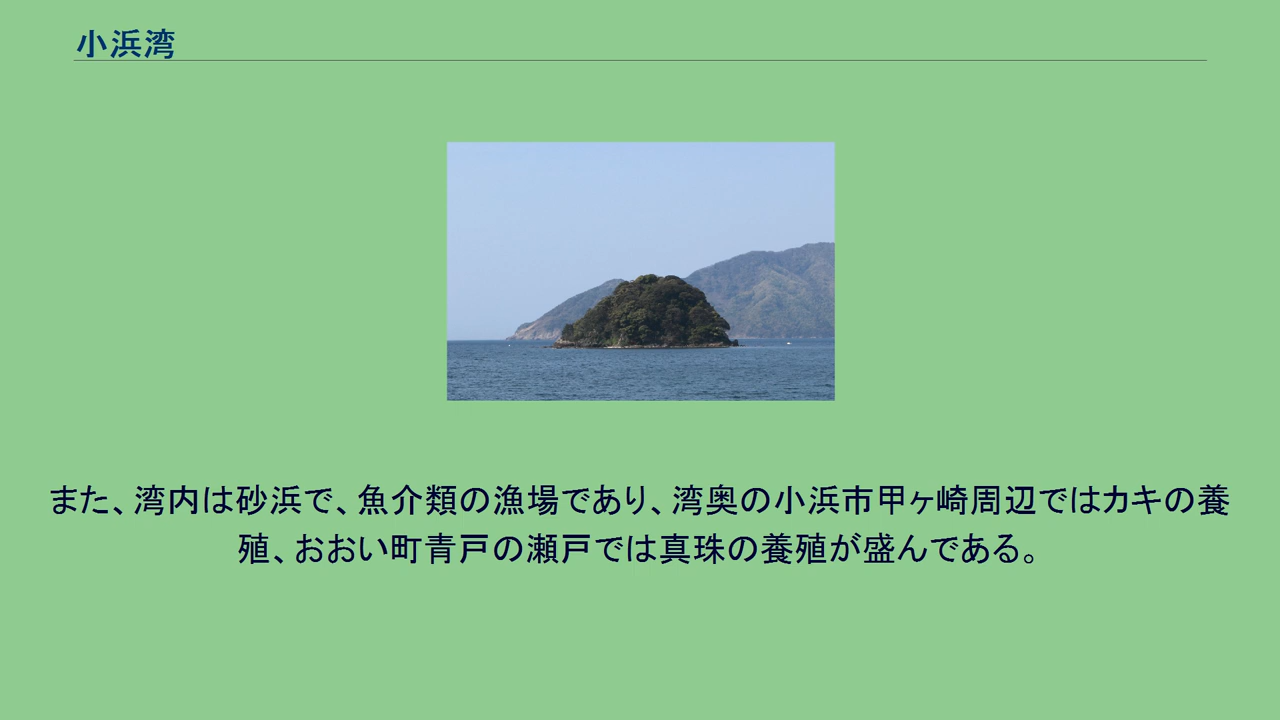 小浜湾
また、湾内は砂浜で、魚介類の漁場であり、湾奥の小浜市甲ヶ崎周辺ではカキの養
殖、おおい町青戸の瀬戸では真珠の養殖が盛んである。